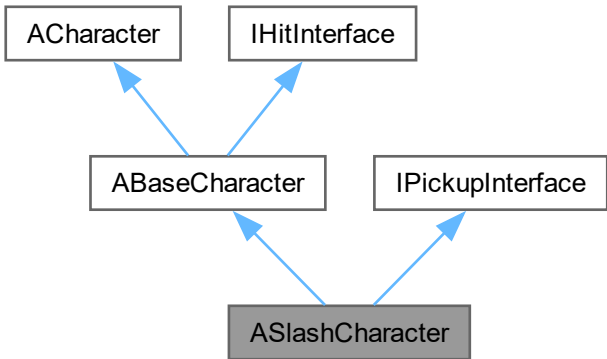 ACharacter
IHitInterface
ABaseCharacter
IPickupInterface
ASlashCharacter